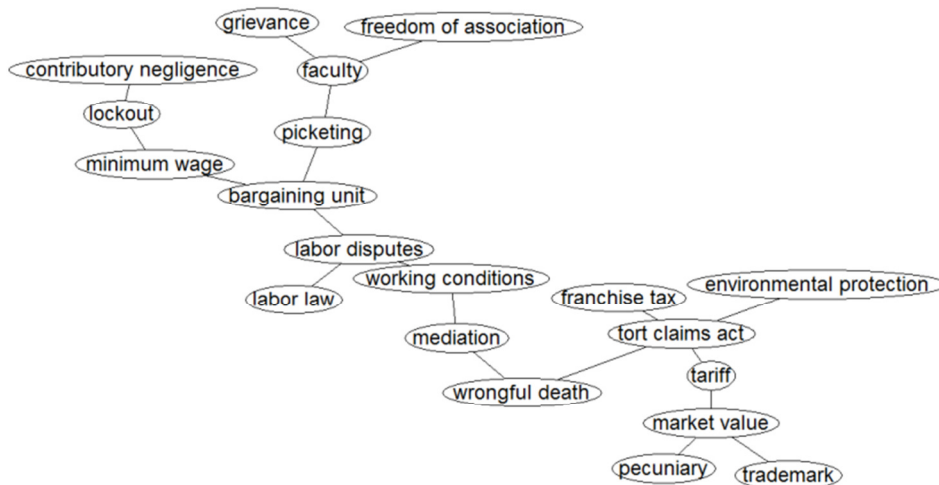 grievance
freedom of association
contributory negligence
faculty
lockout
picketing
minimum wage
bargaining unit
labor disputes
working conditions
labor law
franchise tax
environmental protection
mediation
tort claims act
tariff
wrongful death
market value
pecuniary
trademark